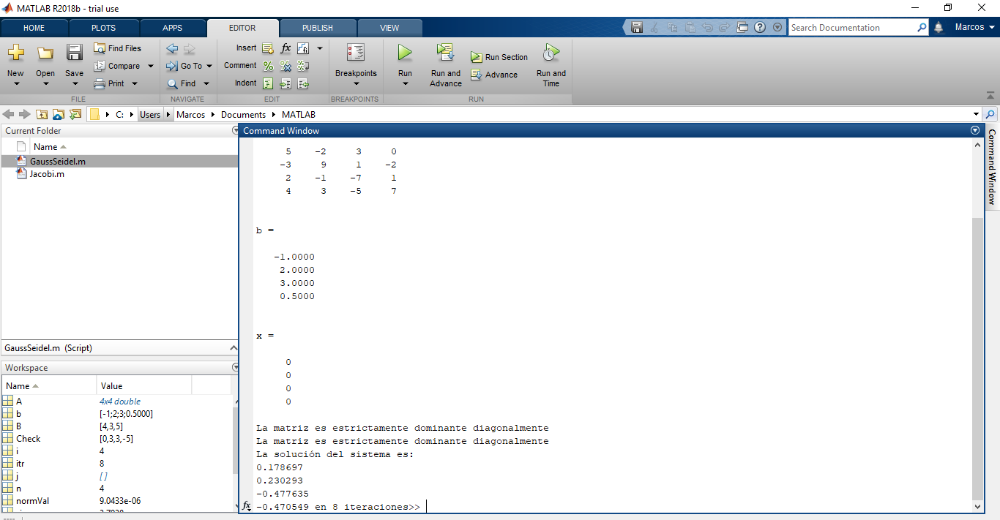 MATLAB R2018b - trial use
HOME PLOTS APPS EDITOR PUBLISH VIEW
Search Documentation
Marcos
New Open Save
Find Files
Compare
Print
FILE
Go To
Find
NAVIGATE
Insert fx
Comment
Indent
EDIT
Breakpoints
BREAKPOINTS
Run
Run and Advance
Run Section
Advance
Run and Time
RUN
C: Users Marcos Documents MATLAB
Current Folder
Name
GaussSeidel.m
Jacobi.m
GaussSeidel.m (Script)
Workspace
Name Value
A 4x4 double
b [-1;2;3;0.5000]
B [4,3,5]
Check [0,3,3,-5]
i 4
itr 8
j []
n 4
normVal 9.0433e-06
Command Window
5 -2 3 0
-3 9 1 -2
2 -1 -7 1
4 3 -5 7
b =
-1.0000
2.0000
3.0000
0.5000
x =
0
0
0
0
La matriz es estrictamente dominante diagonalmente
La matriz es estrictamente dominante diagonalmente
La solución del sistema es:
0.178697
0.230293
-0.477635
fx -0.470549 en 8 iteraciones>>
Command Window